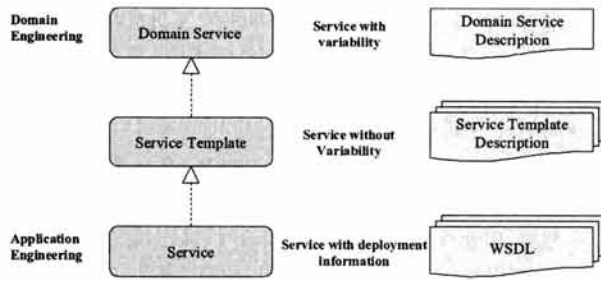 Domain
Engineering
Domain Service
Service with
variability
Domain Service
Description
Service Template
Service without
Variability
Service Template
Description
Application
Engineering
Service
Service with deployment
information
WSDL